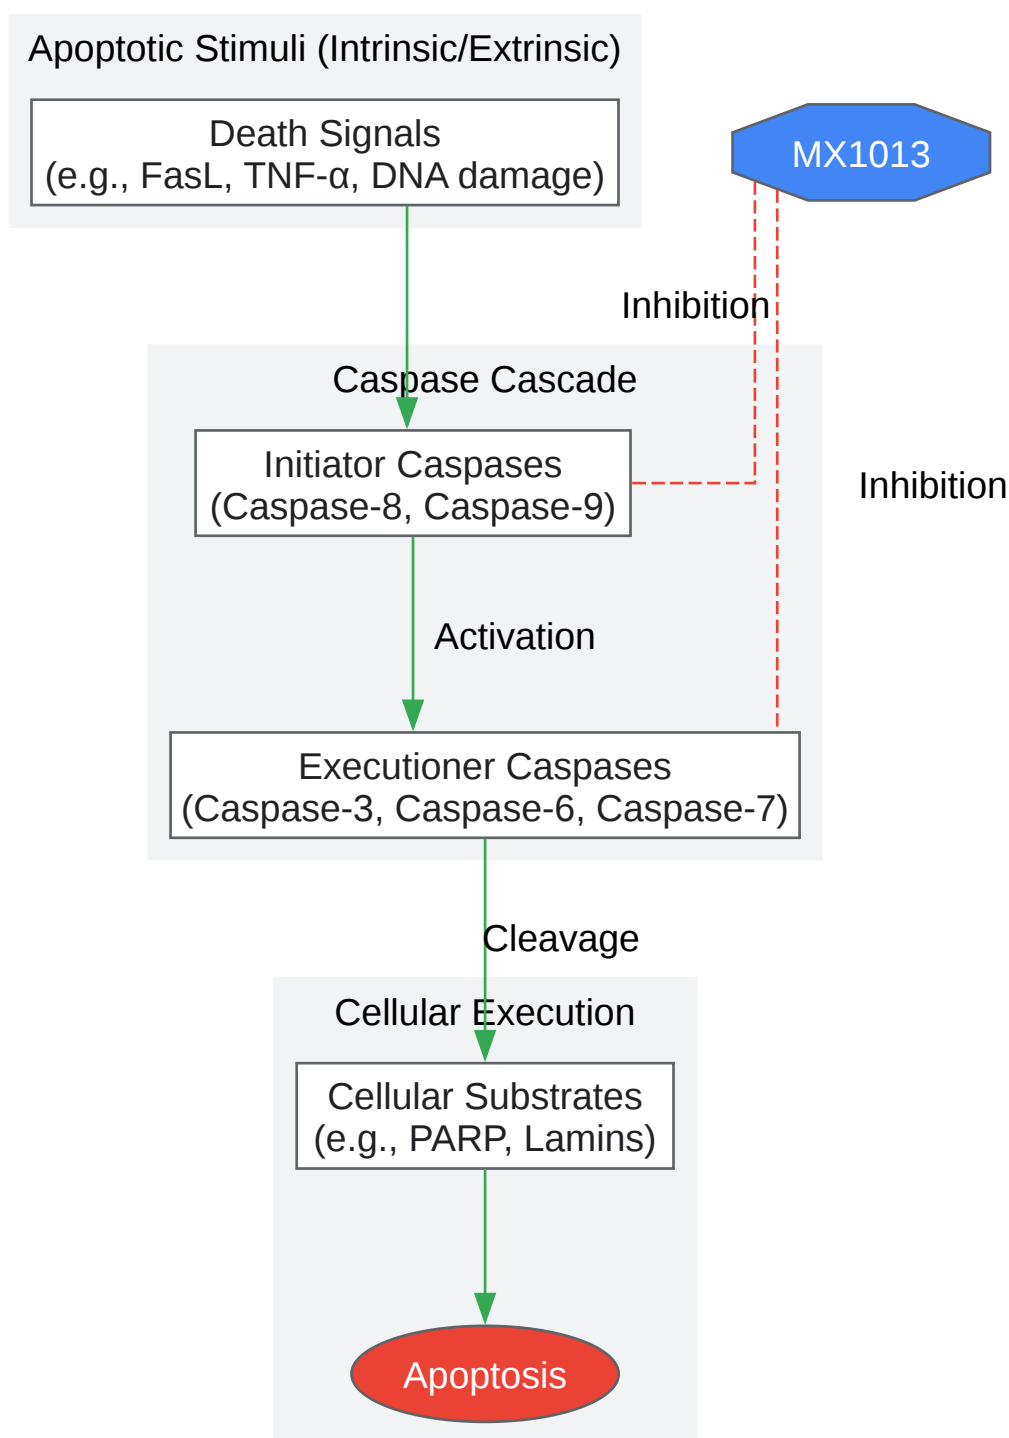 Apoptotic Stimuli (Intrinsic/Extrinsic)
Death Signals
(e.g., FasL, TNF-α, DNA damage)
MX1013
Inhibition
Caspase Cascade
Initiator Caspases
(Caspase-8, Caspase-9)
Inhibition
Activation
Executioner Caspases
(Caspase-3, Caspase-6, Caspase-7)
Cleavage
Cellular Execution
Cellular Substrates
(e.g., PARP, Lamins)
Apoptosis